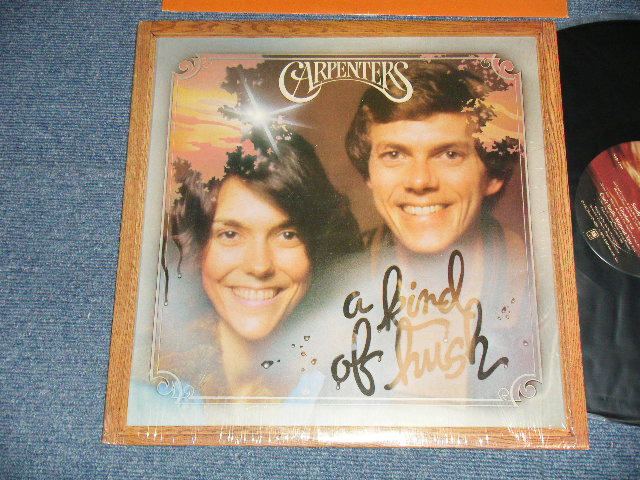 CARPENTERS
a kind
of hush